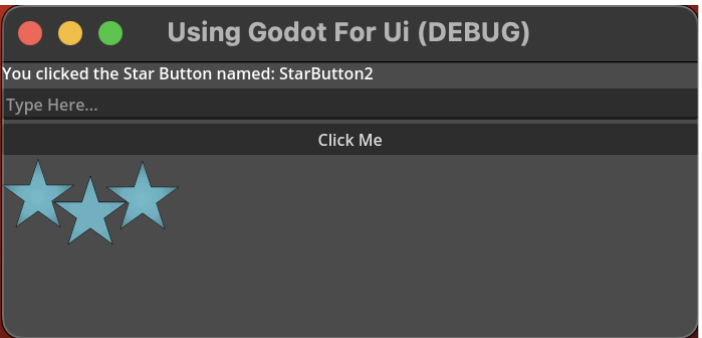 Using Godot For Ui (DEBUG)
You clicked the Star Button named: StarButton2
Type Here...
Click Me